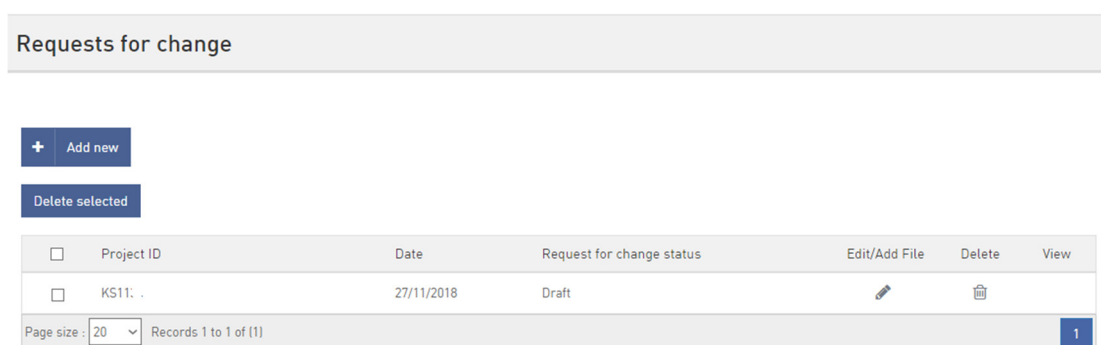 Requests for change
+ Add new
Delete selected
Project ID Date Request for change status Edit/Add File Delete View
27/11/2018 Draft
Page size : 20 Records 1 to 1 of (1) 1